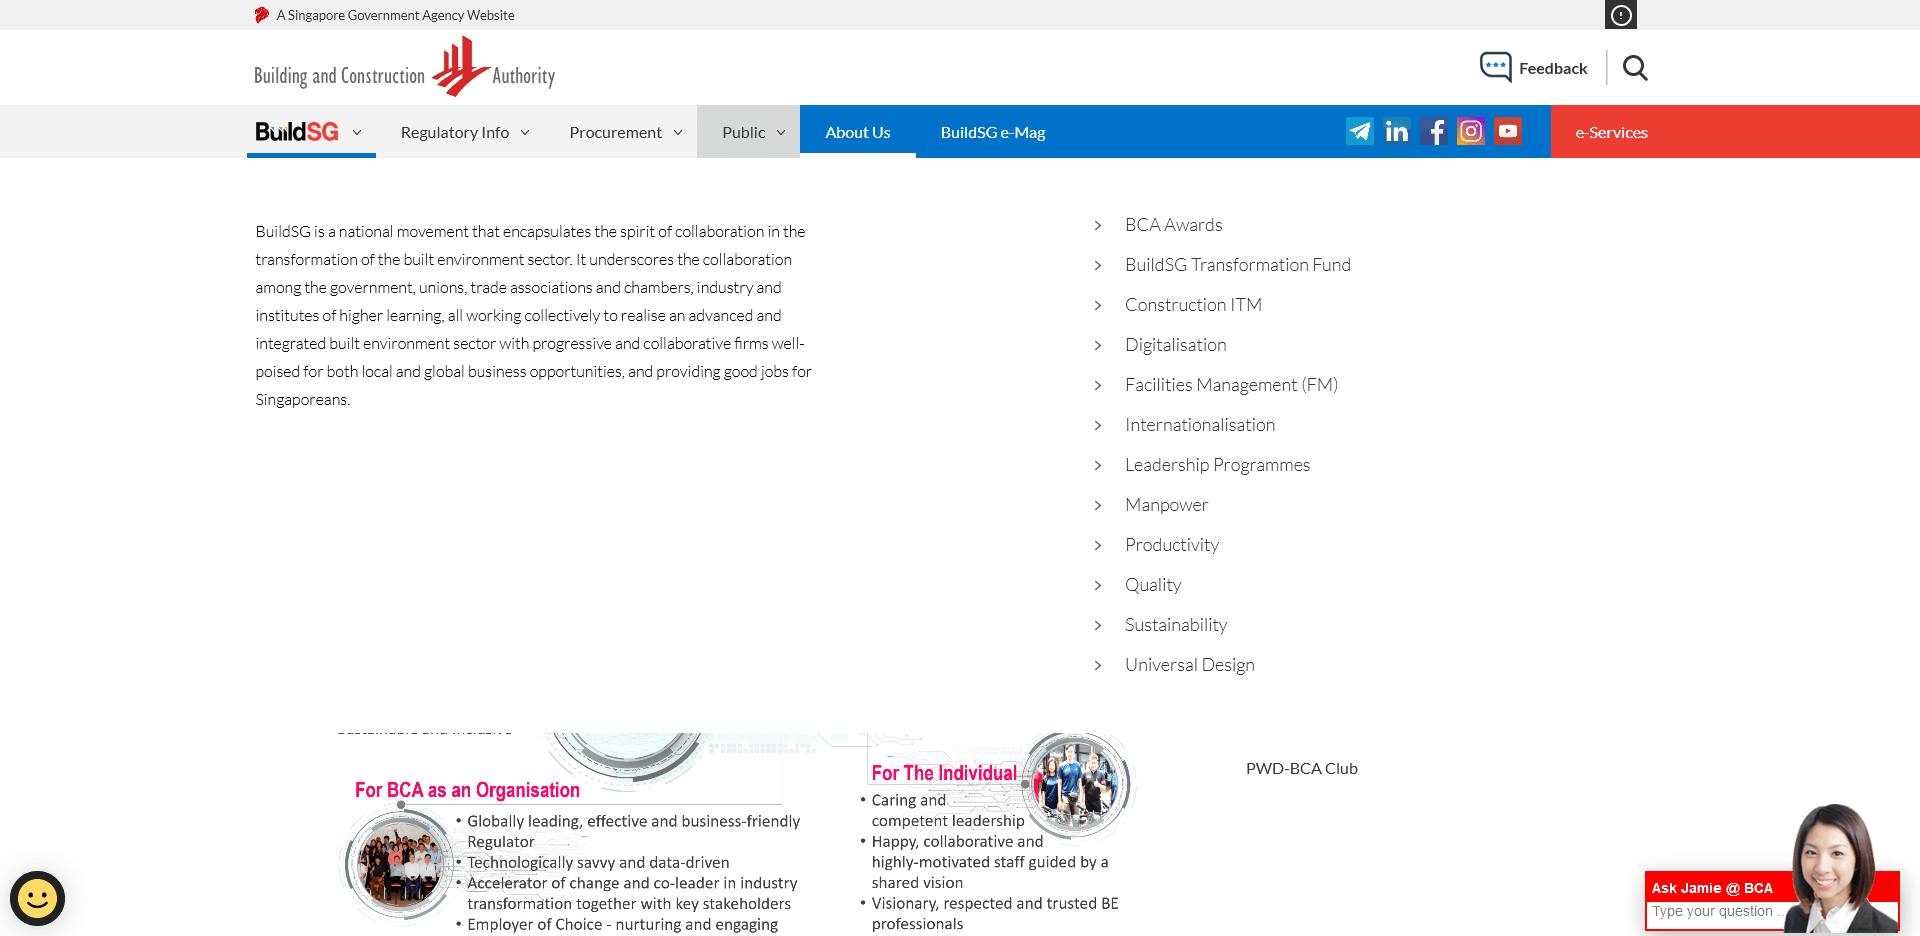 A Singapore Government Agency Website
Building and Construction Authority
Feedback
BuildSG
Regulatory Info
Procurement
Public
About Us
BuildSG e-Mag
e-Services
BuildSG is a national movement that encapsulates the spirit of collaboration in the
transformation of the built environment sector. It underscores the collaboration
among the government, unions, trade associations and chambers, industry and
institutes of higher learning, all working collectively to realise an advanced and
integrated built environment sector with progressive and collaborative firms well-
poised for both local and global business opportunities, and providing good jobs for
Singaporeans.
BCA Awards
BuildSG Transformation Fund
Construction ITM
Digitalisation
Facilities Management (FM)
Internationalisation
Leadership Programmes
Manpower
Productivity
Quality
Sustainability
Universal Design
For BCA as an Organisation
• Globally leading, effective and business-friendly
Regulator
• Technologically savvy and data-driven
• Accelerator of change and co-leader in industry
transformation together with key stakeholders
• Employer of Choice - nurturing and engaging
For The Individual
• Caring and
competent leadership
• Happy, collaborative and
highly-motivated staff guided by a
shared vision
• Visionary, respected and trusted BE
professionals
PWD-BCA Club
Ask Jamie @ BCA
Type your question ...